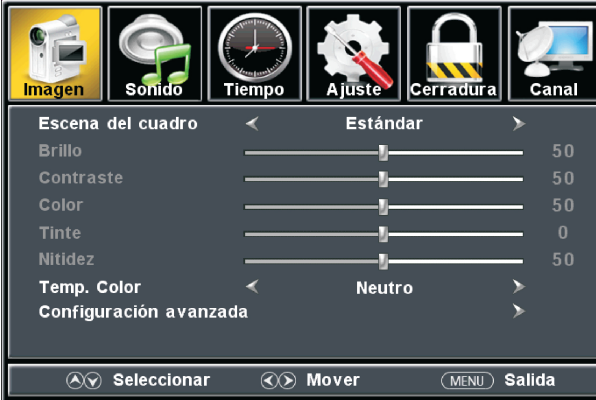 Imagen Sonido Tiempo Ajuste Cerradura Canal
Escena del cuadro Estándar
Brillo 50
Contraste 50
Color 50
Tinte 0
Nitidez 50
Temp. Color Neutro
Configuración avanzada
Seleccionar Mover MENU Salida